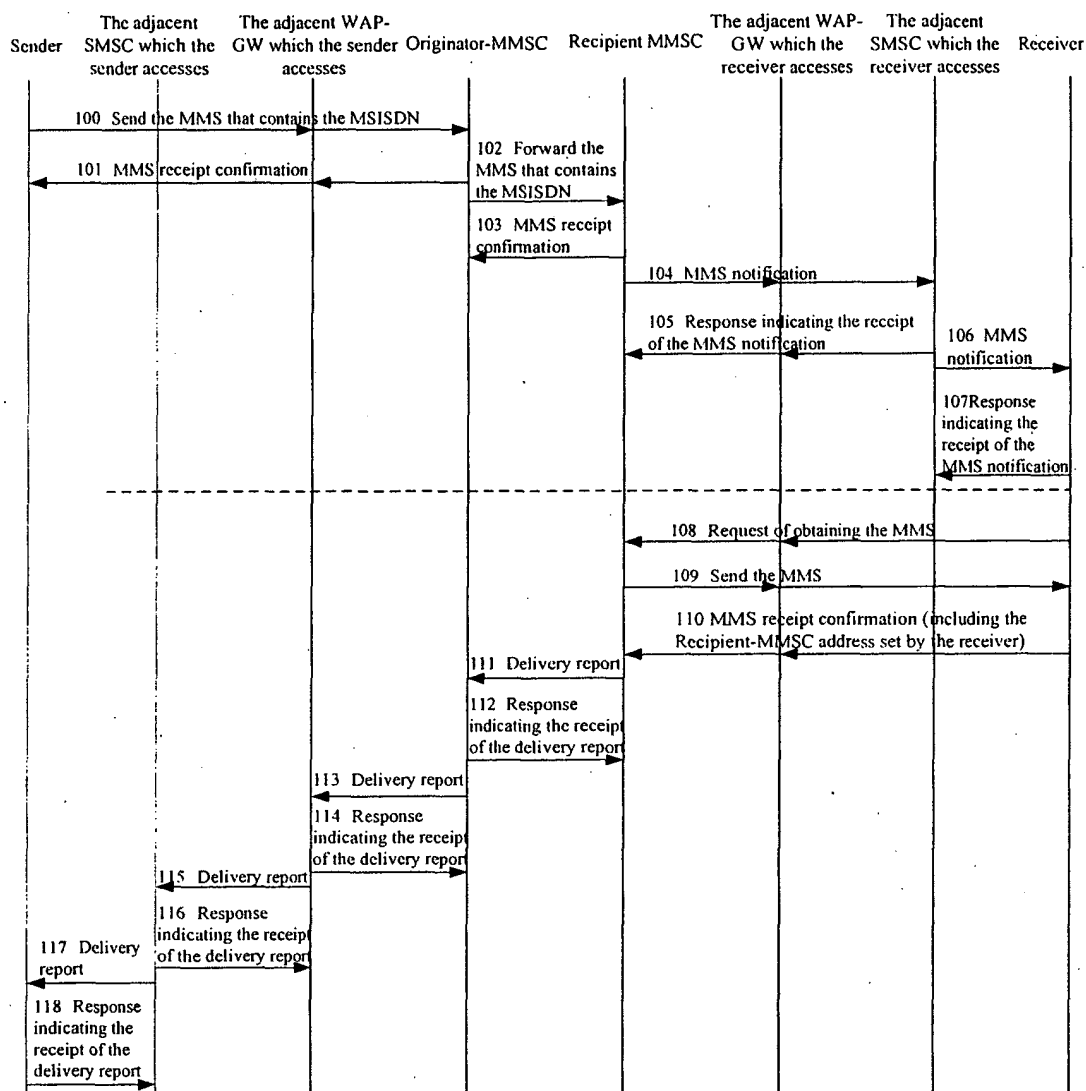 Sender
The adjacent
SMSC which the
sender accesses
The adjacent WAP-
GW which the sender
accesses
Originator-MMSC
Recipient MMSC
The adjacent WAP-
GW which the
receiver accesses
The adjacent
SMSC which the
receiver accesses
Receiver
100 Send the MMS that contains the MSISDN
101 MMS receipt confirmation
102 Forward the
MMS that contains
the MSISDN
103 MMS receipt
confirmation
104 MMS notification
105 Response indicating the receipt
of the MMS notification
106 MMS
notification
107Response
indicating the
receipt of the
MMS notification
108 Request of obtaining the MMS
109 Send the MMS
110 MMS receipt confirmation (including the
Recipient-MMSC address set by the receiver)
111 Delivery report
112 Response
indicating the receipt
of the delivery report
113 Delivery report
114 Response
indicating the receipt
of the delivery report
115 Delivery report
116 Response
indicating the receipt
of the delivery report
117 Delivery
report
118 Response
indicating the
receipt of the
delivery report